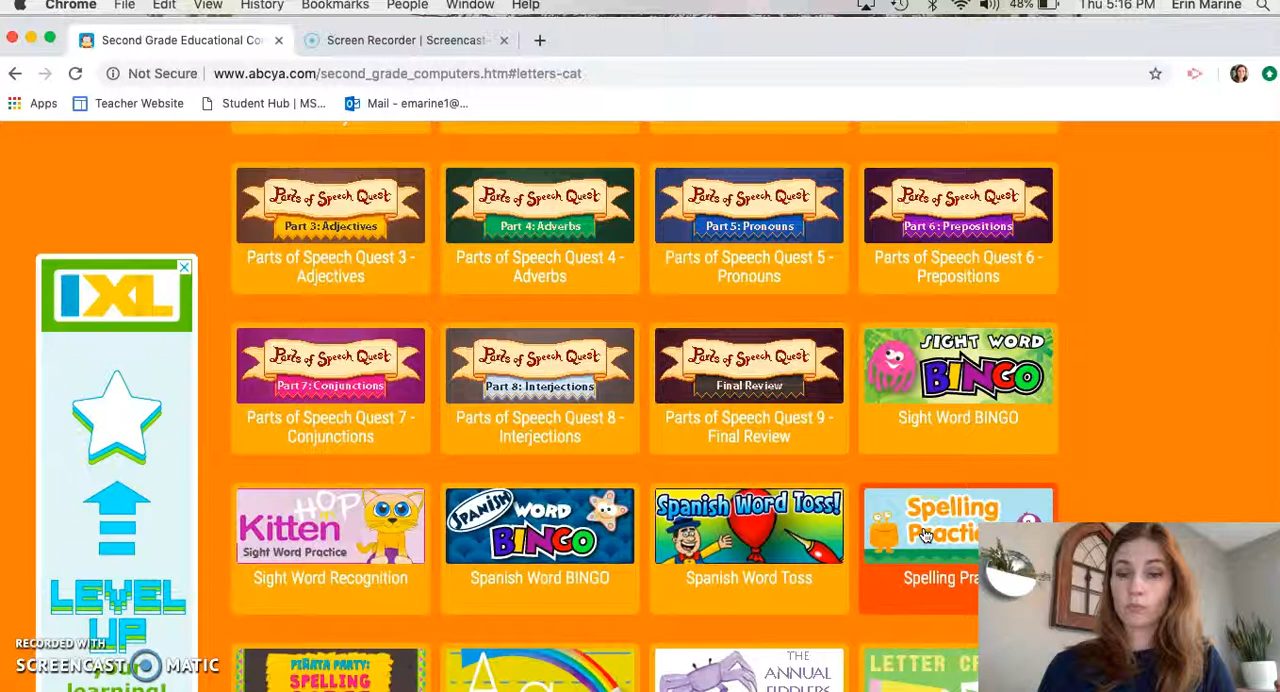 Chrome File Edit View History Bookmarks People Window Help 48% Thu 5:16 PM Erin Marine
Second Grade Educational Co
Screen Recorder | Screencast-
Not Secure www.abcya.com/second_grade_computers.htm#letters-cat
Apps Teacher Website Student Hub | MS... Mail - emarine1@...
Parts of Speech Quest
Part 3: Adjectives
Parts of Speech Quest 3 -
Adjectives
Parts of Speech Quest
Part 4: Adverbs
Parts of Speech Quest 4 -
Adverbs
Parts of Speech Quest
Part 5: Pronouns
Parts of Speech Quest 5 -
Pronouns
Parts of Speech Quest
Part 6: Prepositions
Parts of Speech Quest 6 -
Prepositions
IXL
LEVEL
UP
your
learning!
Parts of Speech Quest
Part 7: Conjunctions
Parts of Speech Quest 7 -
Conjunctions
Parts of Speech Quest
Part 8: Interjections
Parts of Speech Quest 8 -
Interjections
Parts of Speech Quest
Final Review
Parts of Speech Quest 9 -
Final Review
SIGHT WORD
BINGO
Sight Word BINGO
Kitten HOP
Sight Word Practice
Sight Word Recognition
SPANISH WORD
BINGO
Spanish Word BINGO
Spanish Word Toss!
Spanish Word Toss
Spelling
Practic
Spelling Pra
PIÑATA PARTY:
SPELLING
A
THE
ANNUAL
FIDDLERS
LETTER
RECORDED WITH
SCREENCAST MATIC